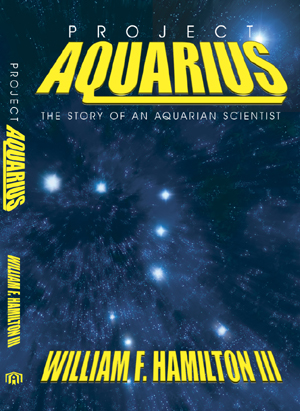 PROJECT
AQUARIUS
THE STORY OF AN AQUARIAN SCIENTIST
WILLIAM F. HAMILTON III
PROJECT
AQUARIUS
WILLIAM F. HAMILTON III